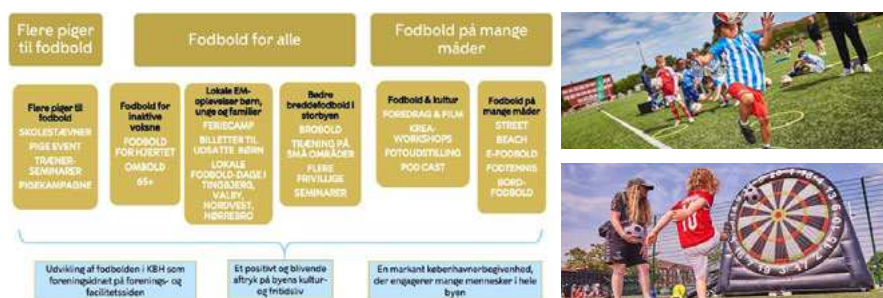 Flere piger
til fodbold
Fodbold for alle
Fodbold på mange
måder
Flere piger til
fodbold
SKOLESTÆVNER
PIGE EVENT
TRÆNER-
SEMINARER
PIGEKAMPAGNE
Fodbold for
inaktive
voksne
FODBOLD
FOR HJERTET
OMBOLD
65+
Lokale EM-
oplevelser børn,
unge og familier
FERIECAMP
BILLETTER TIL
UDSATTE BØRN
LOKALE
FODBOLD-DAGE I
TINGBJERG,
VALBY,
NORDVEST,
NØRREBRO
Bedre
breddefodbold i
storbyen
BROBOLD
TRÆNING PÅ
SMÅ OMRÅDER
FLERE
FRIVILLIGE
SEMINARER
Fodbold & kultur
FOREDRAG & FILM
KREA-
WORKSHOPS
FOTOUDSTILLING
POD CAST
Fodbold på
mange måder
STREET
BEACH
E-FODBOLD
FODTENNIS
BORD-
FODBOLD
Udvikling af fodbolden i KBH som
foreningsidræt på forenings- og
facilitetssiden
Et positivt og blivende
aftryk på byens kultur-
og fritidsliv
En markant københavnerbegivenhed,
der engagerer mange mennesker i hele
byen
10